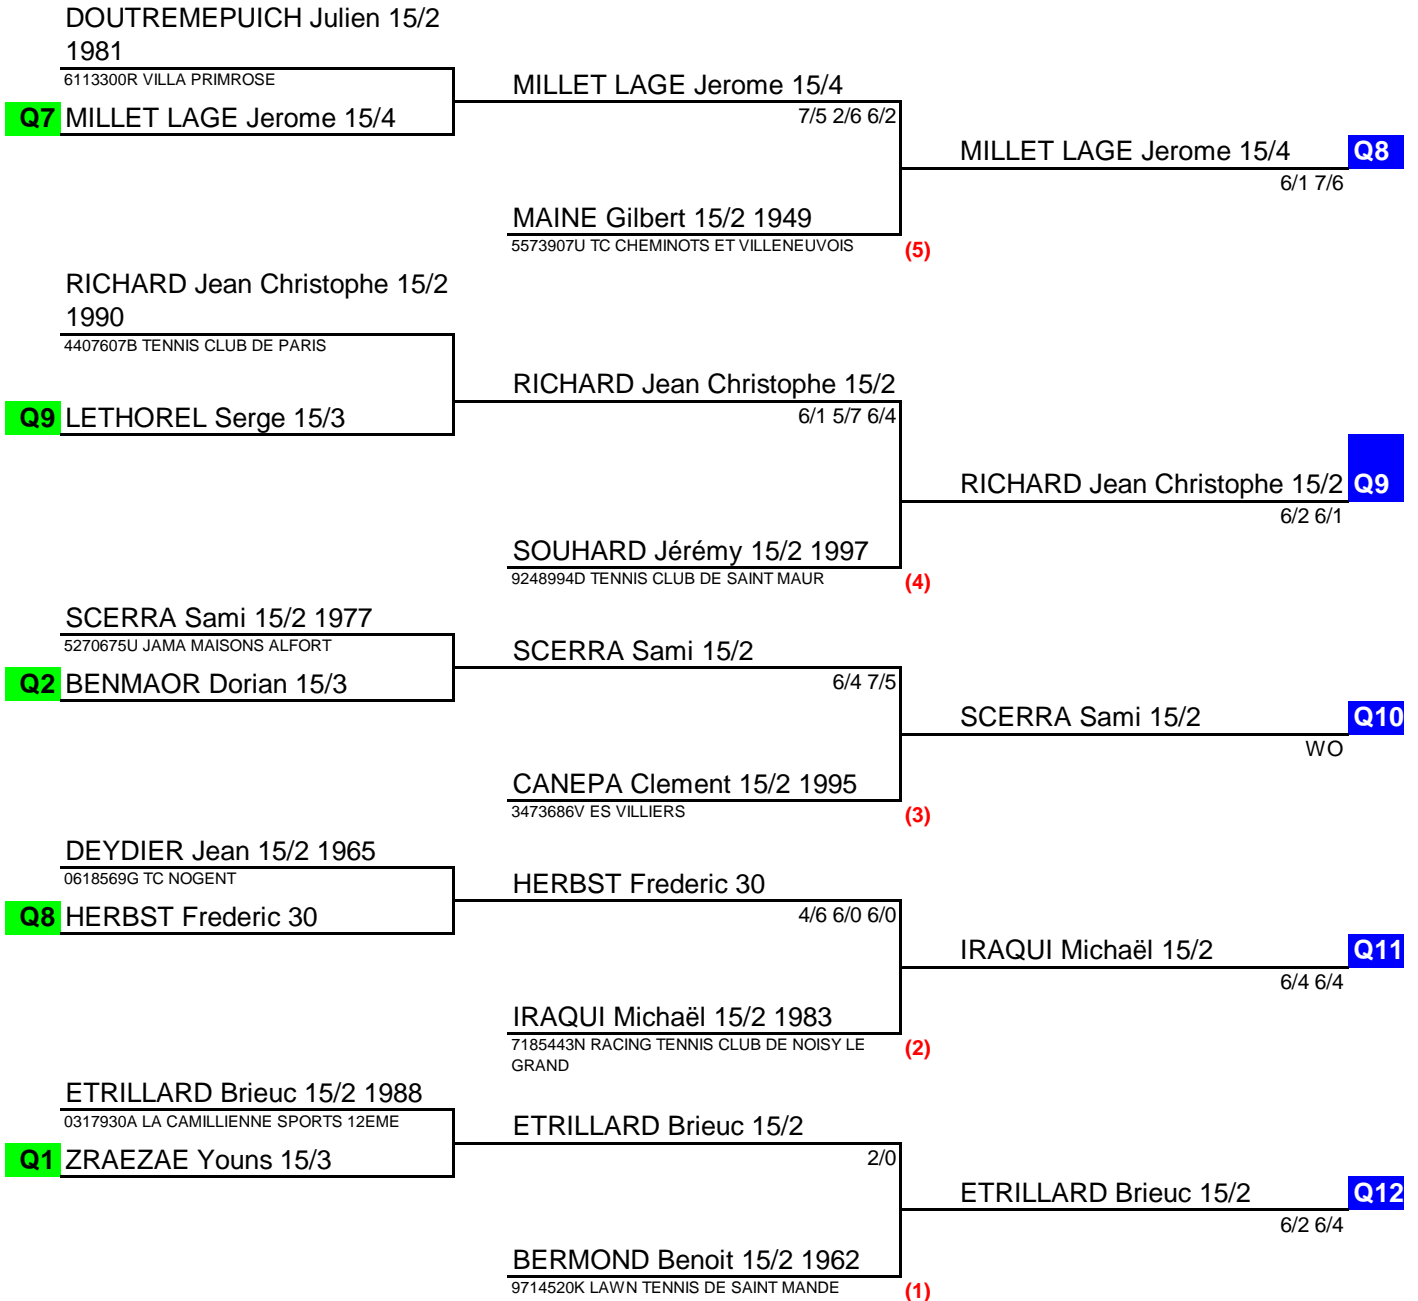 DOUTREMEPUICH Julien 15/2
1981
6113300R VILLA PRIMROSE
Q7 MILLET LAGE Jerome 15/4
MILLET LAGE Jerome 15/4
7/5 2/6 6/2
MAINE Gilbert 15/2 1949
5573907U TC CHEMINOTS ET VILLENEUVOIS
(5)
MILLET LAGE Jerome 15/4 Q8
6/1 7/6
RICHARD Jean Christophe 15/2
1990
4407607B TENNIS CLUB DE PARIS
Q9 LETHOREL Serge 15/3
RICHARD Jean Christophe 15/2
6/1 5/7 6/4
SOUHARD Jérémy 15/2 1997
9248994D TENNIS CLUB DE SAINT MAUR
(4)
RICHARD Jean Christophe 15/2 Q9
6/2 6/1
SCERRA Sami 15/2 1977
5270675U JAMA MAISONS ALFORT
Q2 BENMAOR Dorian 15/3
SCERRA Sami 15/2
6/4 7/5
CANEPA Clement 15/2 1995
3473686V ES VILLIERS
(3)
SCERRA Sami 15/2 Q10
WO
DEYDIER Jean 15/2 1965
0618569G TC NOGENT
Q8 HERBST Frederic 30
HERBST Frederic 30
4/6 6/0 6/0
IRAQUI Michaël 15/2 1983
7185443N RACING TENNIS CLUB DE NOISY LE
GRAND
(2)
IRAQUI Michaël 15/2 Q11
6/4 6/4
ETRILLARD Brieuc 15/2 1988
0317930A LA CAMILLIENNE SPORTS 12EME
Q1 ZRAEZAE Youns 15/3
ETRILLARD Brieuc 15/2
2/0
BERMOND Benoit 15/2 1962
9714520K LAWN TENNIS DE SAINT MANDE
(1)
ETRILLARD Brieuc 15/2 Q12
6/2 6/4